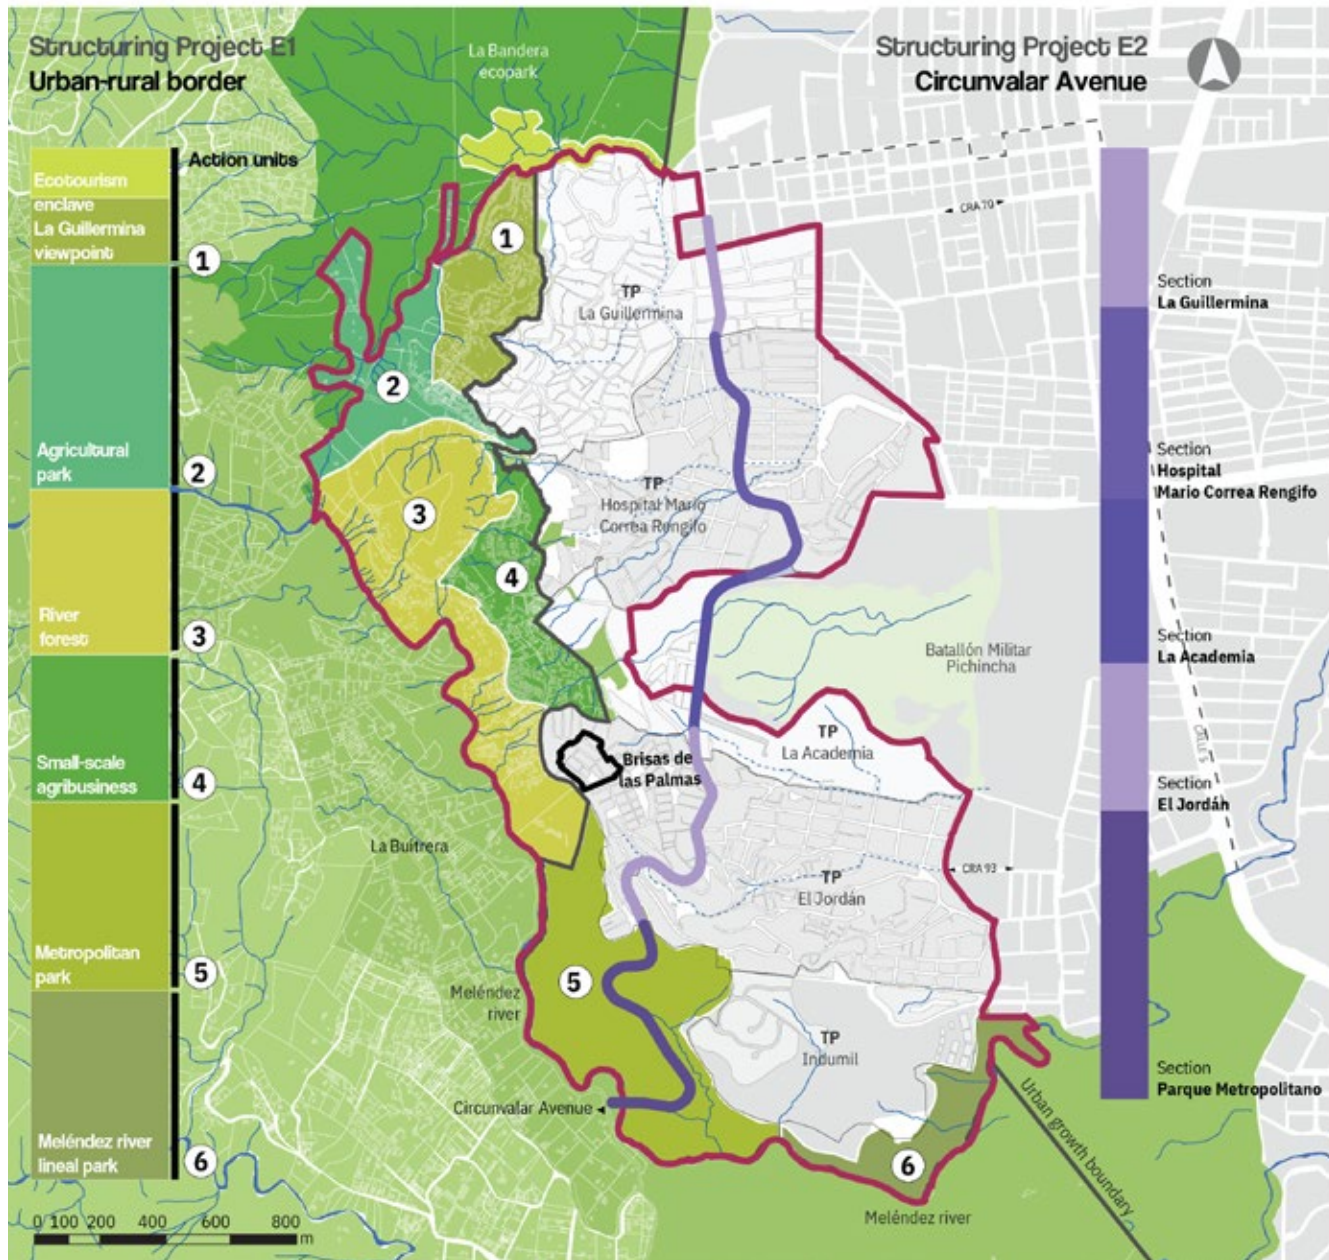 Structuring Project E1
Urban-rural border
Action units
Ecotourism
enclave
La Guillermina
viewpoint
1
Agricultural
park
2
River
forest
3
Small-scale
agribusiness
4
Metropolitan
park
5
Meléndez river
lineal park
6
0 100 200 400 600 800
m
La Bandera
ecopark
1
2
3
4
5
6
TP
La Guillermina
TP
Hospital Mario
Correa Rengifo
Batallón Militar
Pichincha
TP
La Academia
Brisas de
las Palmas
La Buitrera
TP
El Jordán
CRA 70
CRA 93
CALLE 5
Meléndez
river
TP
Indumil
Circunvalar Avenue
Meléndez river
Urban growth boundary
Structuring Project E2
Circunvalar Avenue
Section
La Guillermina
Section
Hospital
Mario Correa Rengifo
Section
La Academia
Section
El Jordán
Section
Parque Metropolitano